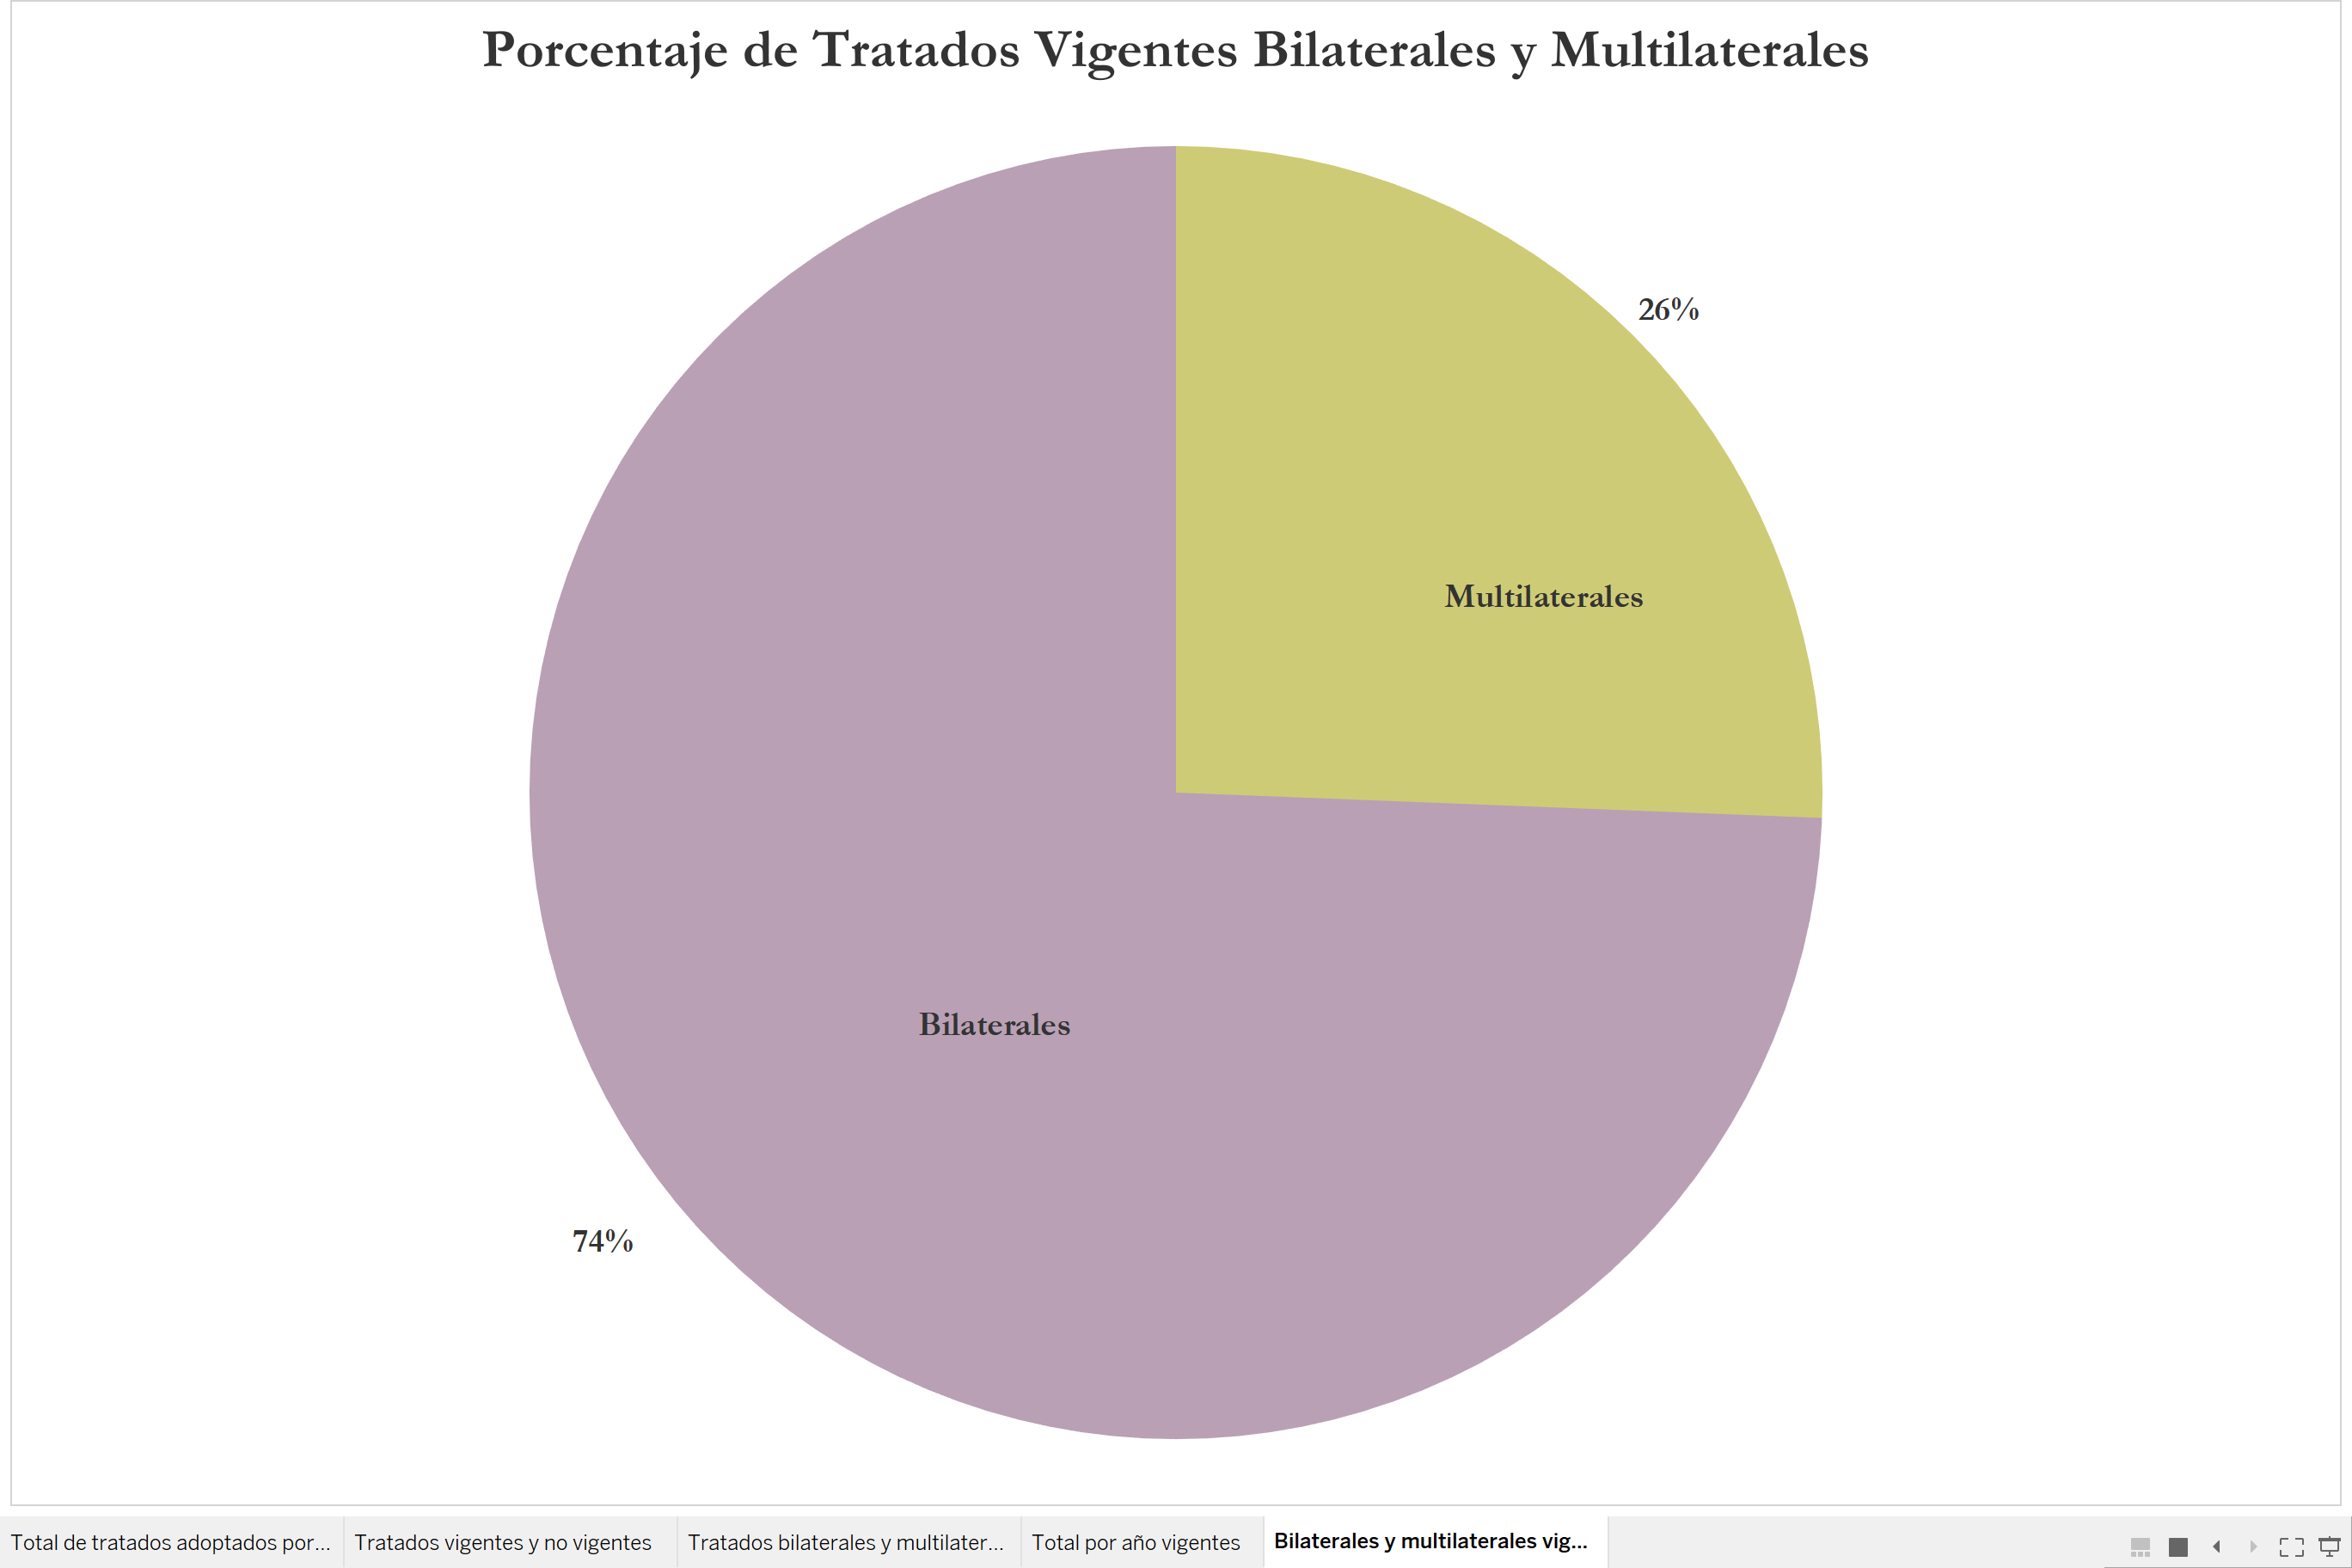 Porcentaje de Tratados Vigentes Bilaterales y Multilaterales
26%
Multilaterales
Bilaterales
74%
Total de tratados adoptados por...
Tratados vigentes y no vigentes
Tratados bilaterales y multilater...
Total por año vigentes
Bilaterales y multilaterales vig...